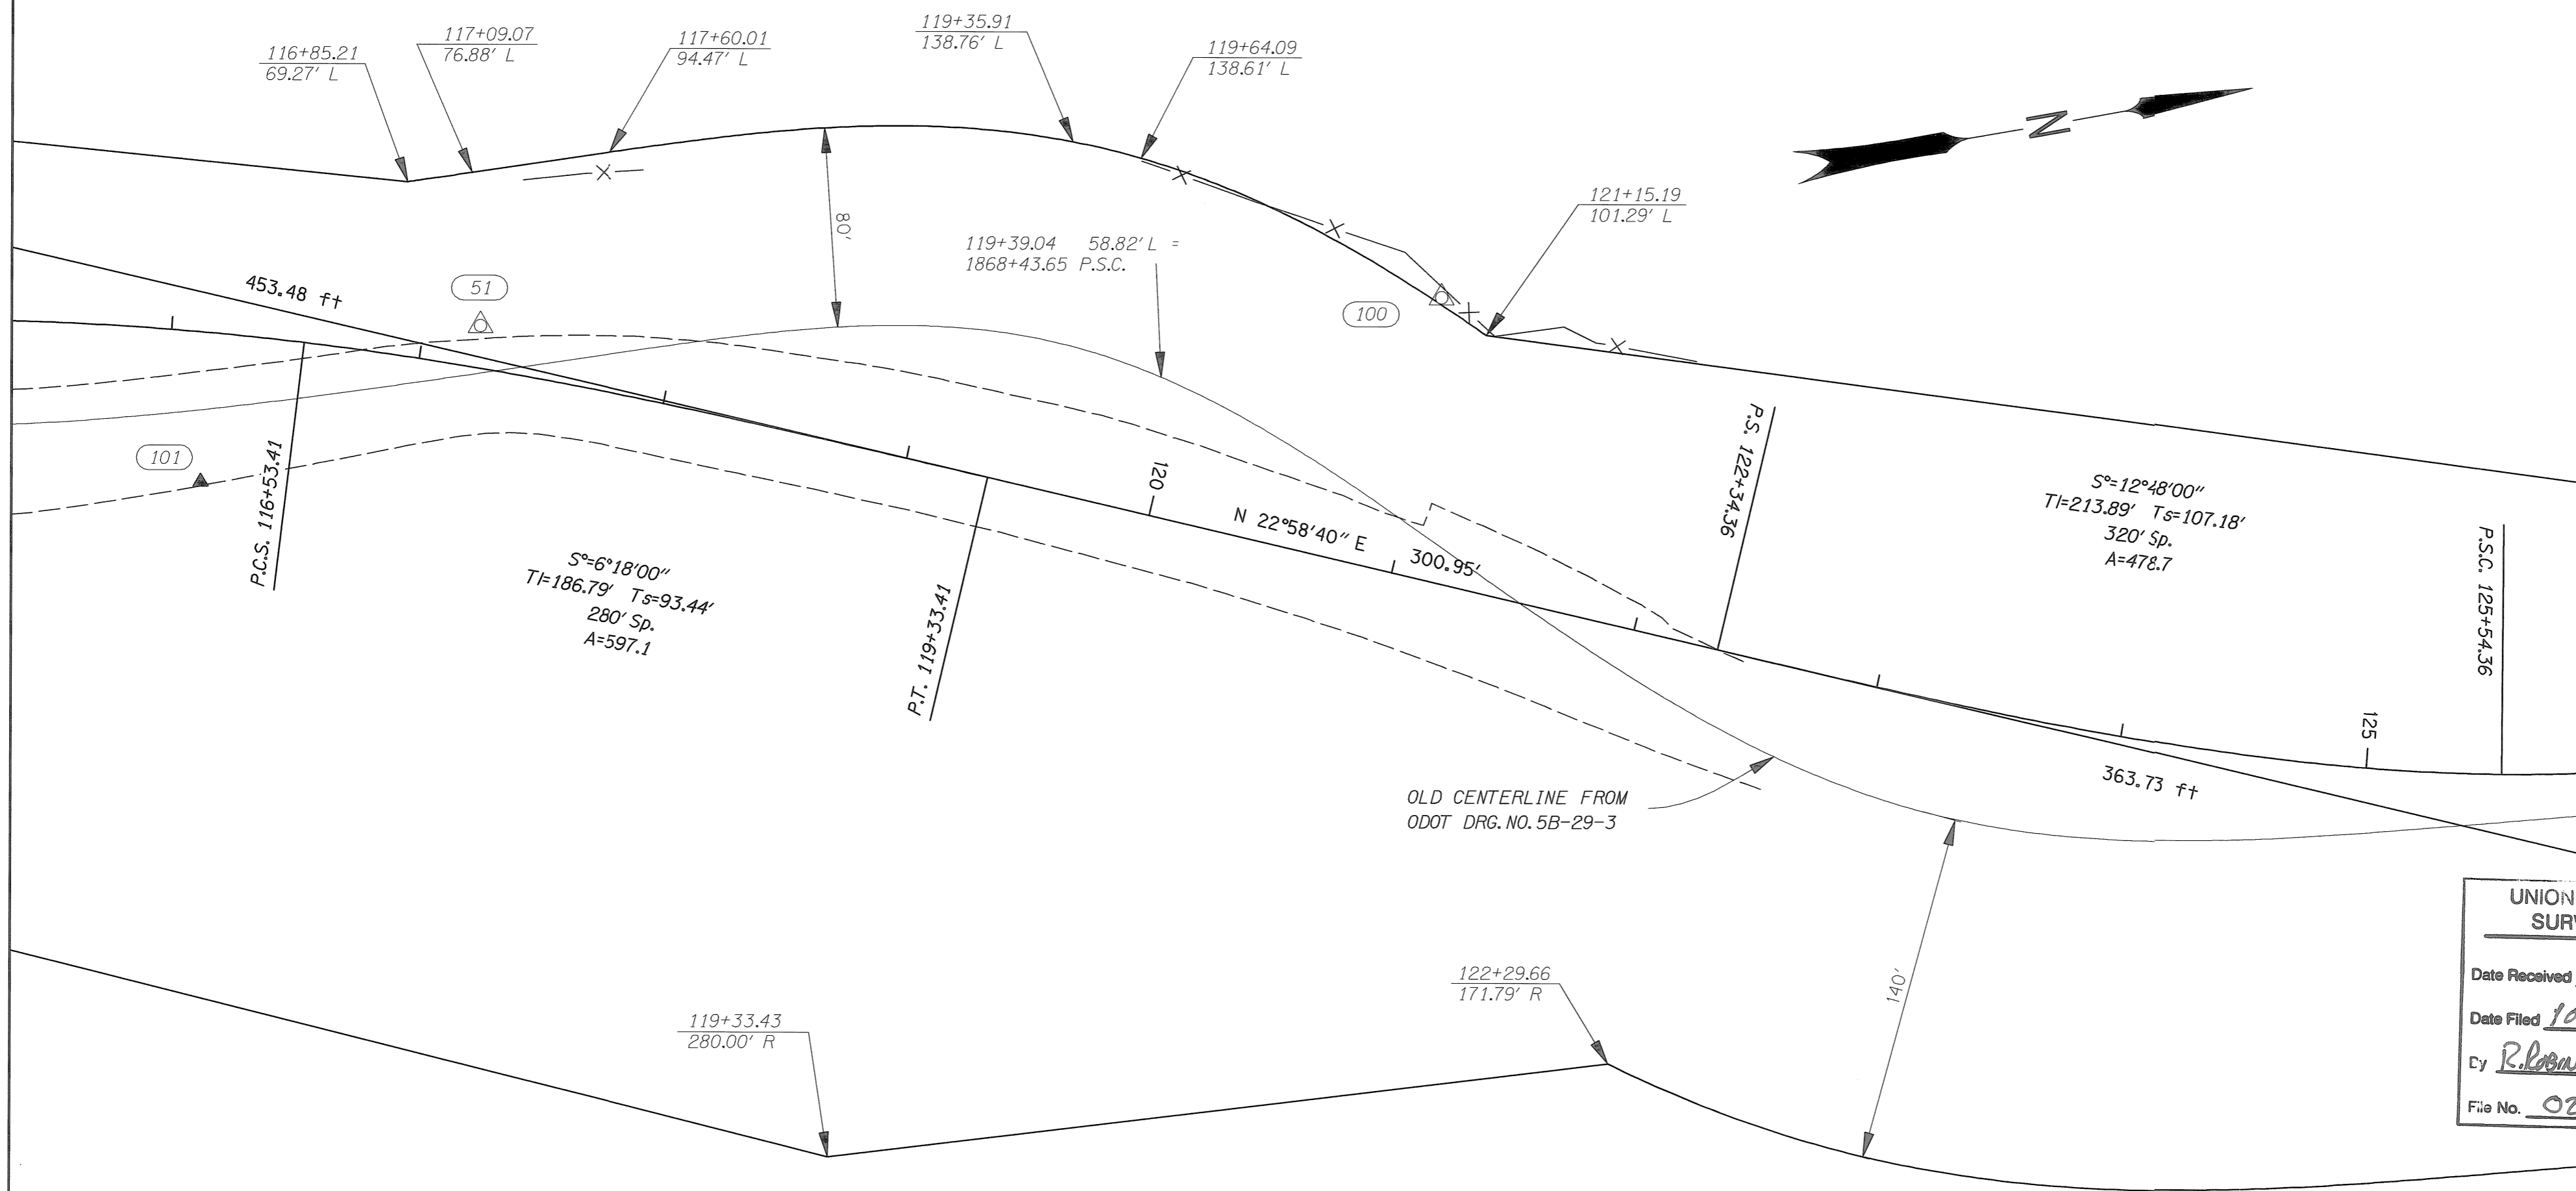 116+85.21
69.27' L
117+09.07
76.88' L
117+60.01
94.47' L
119+35.91
138.76' L
119+64.09
138.61' L
N
121+15.19
101.29' L
80'
119+39.04 58.82' L =
1868+43.65 P.S.C.
453.48 ft
51
100
101
P.C.S. 116+53.41
S°=6°18'00"
Tl=186.79' Ts=93.44'
280' Sp.
A=597.1
P.T. 119+33.41
120
N 22°58'40" E 300.95'
P.S. 122+34.36
S°=12°48'00"
Tl=213.89' Ts=107.18'
320' Sp.
A=478.7
P.S.C. 125+54.36
125
363.73 ft
OLD CENTERLINE FROM
ODOT DRG. NO. 5B-29-3
140'
122+29.66
171.79' R
119+33.43
280.00' R
UNION
SURV
Date Received
Date Filed 10
By R. ROBIN
File No. 02